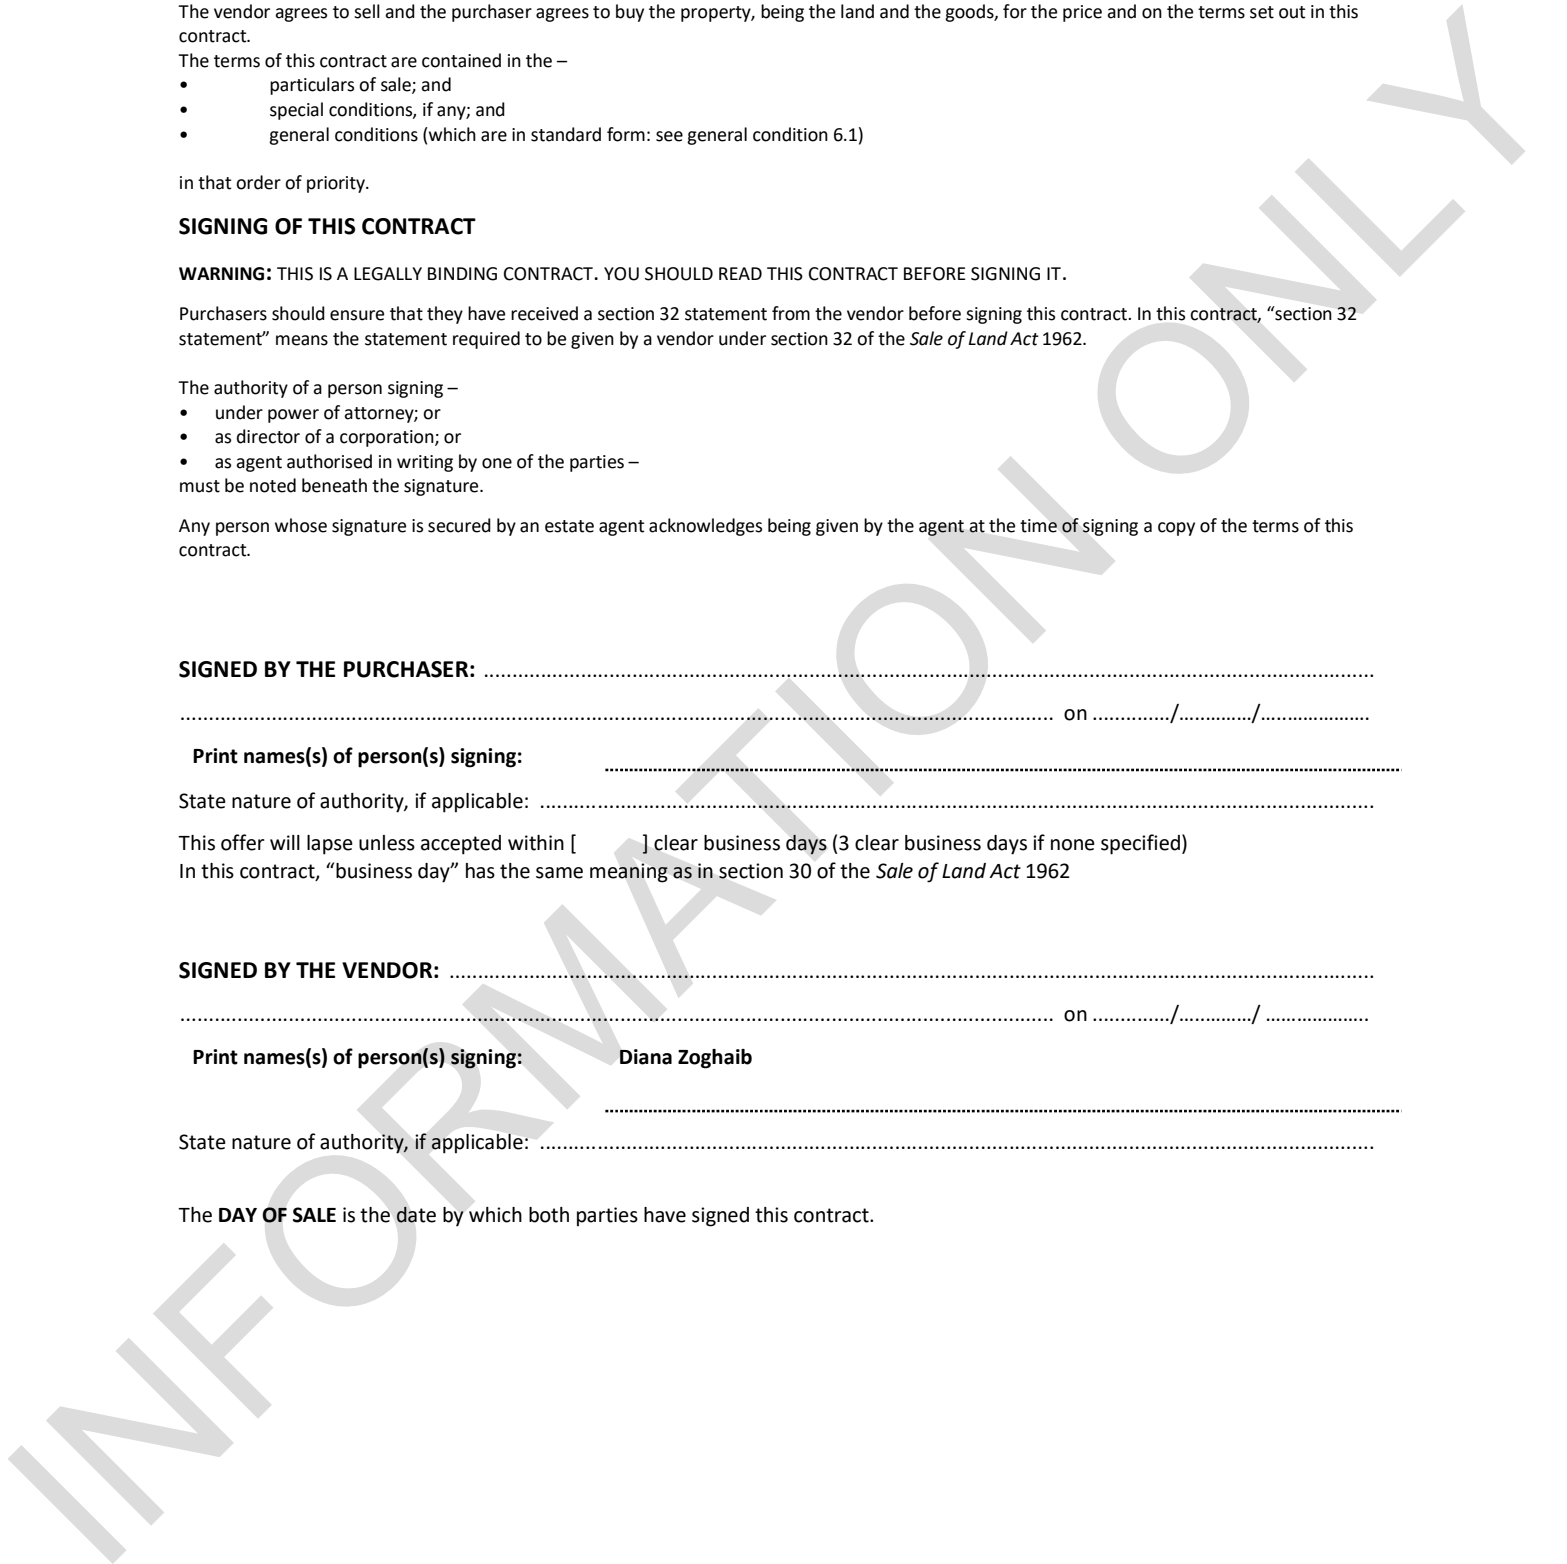 The vendor agrees to sell and the purchaser agrees to buy the property, being the land and the goods, for the price and on the terms set out in this
contract.
The terms of this contract are contained in the –
• particulars of sale; and
• special conditions, if any; and
• general conditions (which are in standard form: see general condition 6.1)
in that order of priority.
SIGNING OF THIS CONTRACT
WARNING: THIS IS A LEGALLY BINDING CONTRACT. YOU SHOULD READ THIS CONTRACT BEFORE SIGNING IT.
Purchasers should ensure that they have received a section 32 statement from the vendor before signing this contract. In this contract, “section 32
statement” means the statement required to be given by a vendor under section 32 of the Sale of Land Act 1962.
The authority of a person signing –
• under power of attorney; or
• as director of a corporation; or
• as agent authorised in writing by one of the parties –
must be noted beneath the signature.
Any person whose signature is secured by an estate agent acknowledges being given by the agent at the time of signing a copy of the terms of this
contract.
SIGNED BY THE PURCHASER: ..............................................................................
.............................................................................. on ............../............./...................
Print names(s) of person(s) signing: ..............................................................................
State nature of authority, if applicable: ..............................................................................
This offer will lapse unless accepted within [ ] clear business days (3 clear business days if none specified)
In this contract, “business day” has the same meaning as in section 30 of the Sale of Land Act 1962
SIGNED BY THE VENDOR: ..............................................................................
.............................................................................. on ............../............./ ..................
Print names(s) of person(s) signing: Diana Zoghaib
..............................................................................
State nature of authority, if applicable: ..............................................................................
The DAY OF SALE is the date by which both parties have signed this contract.
INFORMATION ONLY